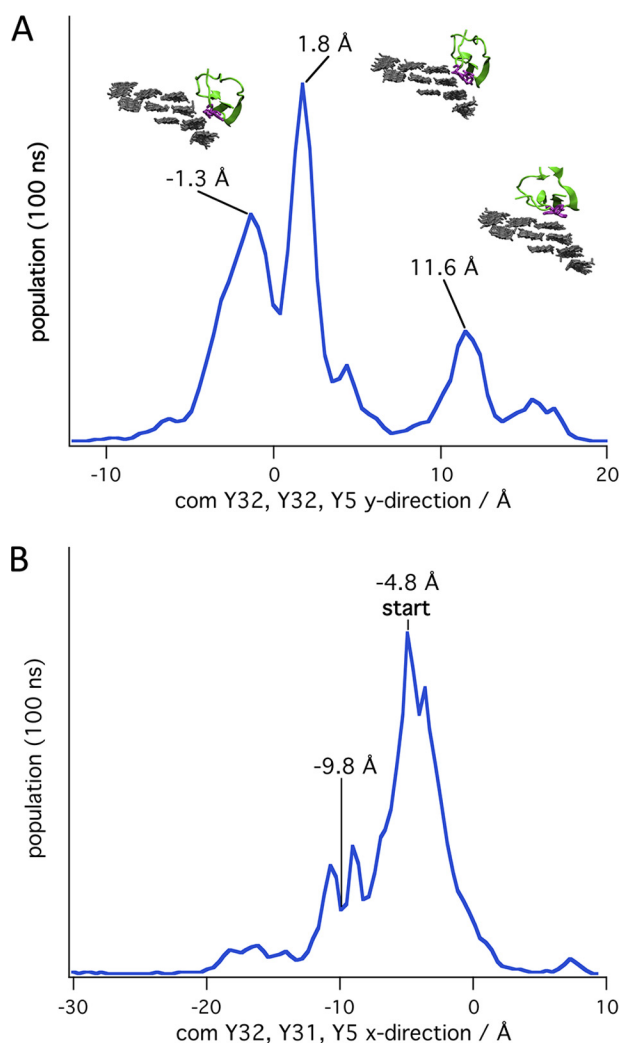 A
1.8 Å
-1.3 Å
11.6 Å
population (100 ns)
-10
0
10
20
com Y32, Y32, Y5 y-direction / Å
B
-4.8 Å
start
-9.8 Å
population (100 ns)
-30
-20
-10
0
10
com Y32, Y31, Y5 x-direction / Å